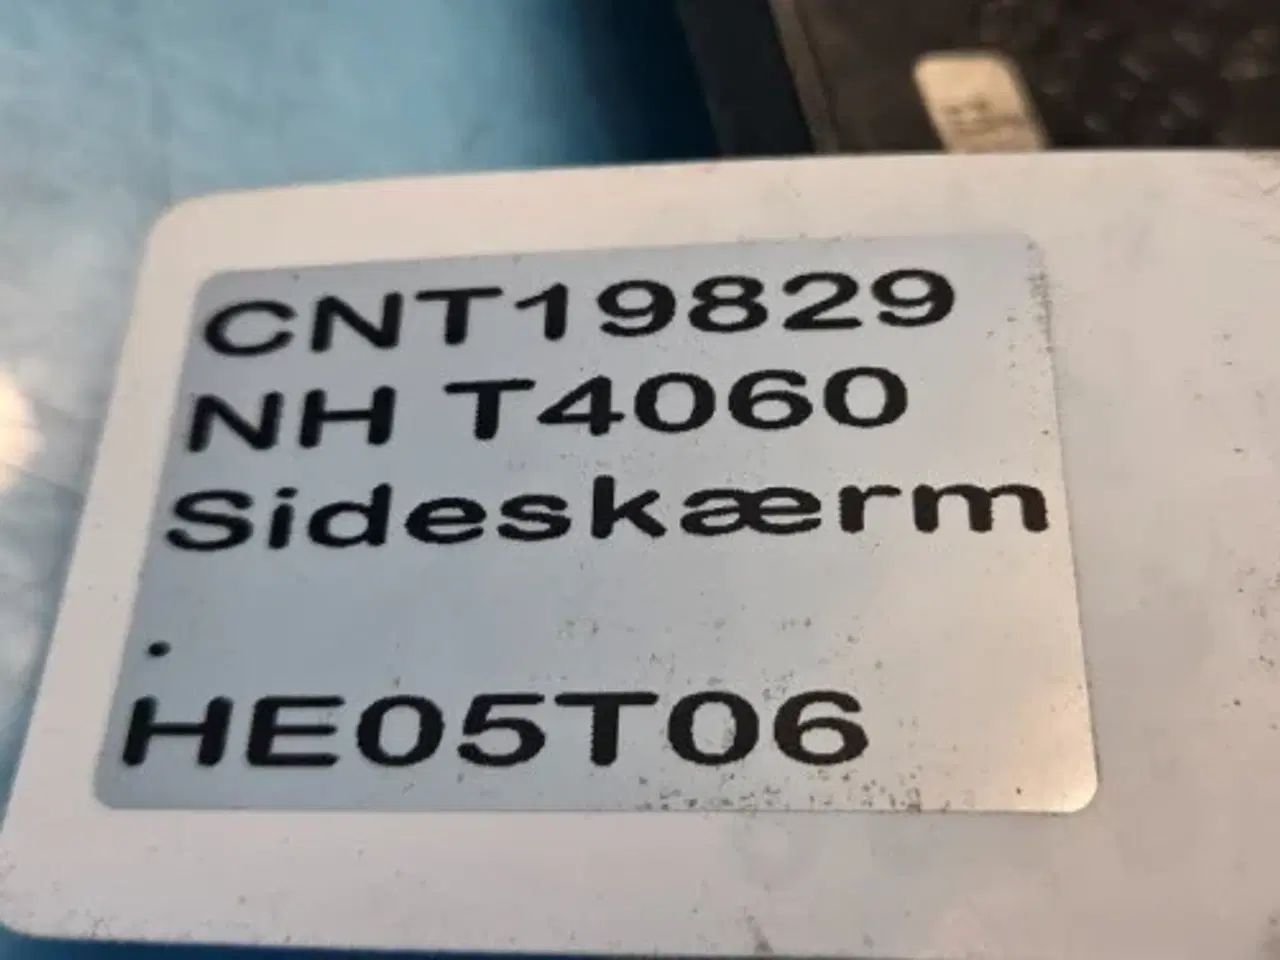 CNT19829
NH T4060
Sideskærm
.
HE05T06